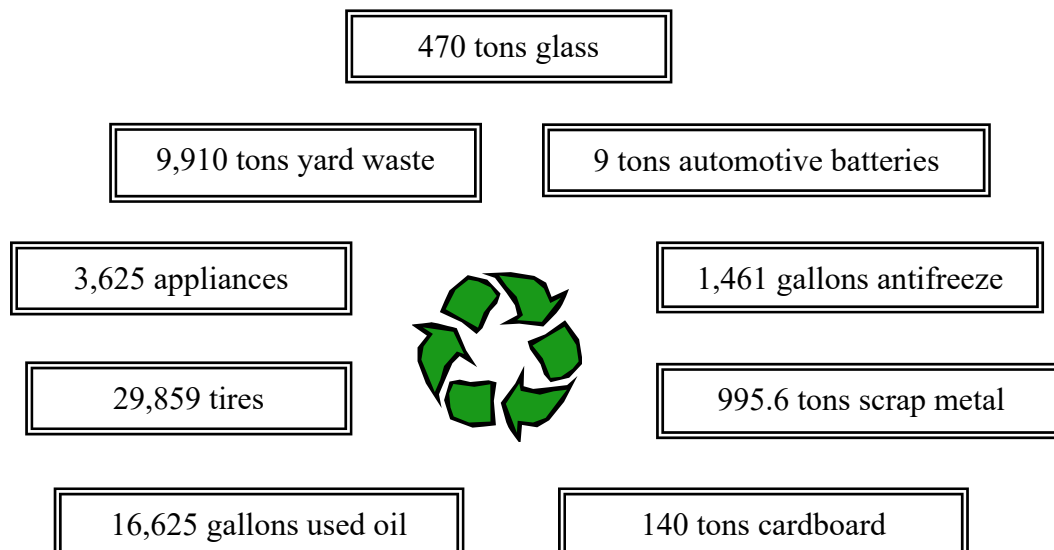 470 tons glass
9,910 tons yard waste
9 tons automotive batteries
3,625 appliances
1,461 gallons antifreeze
29,859 tires
995.6 tons scrap metal
16,625 gallons used oil
140 tons cardboard